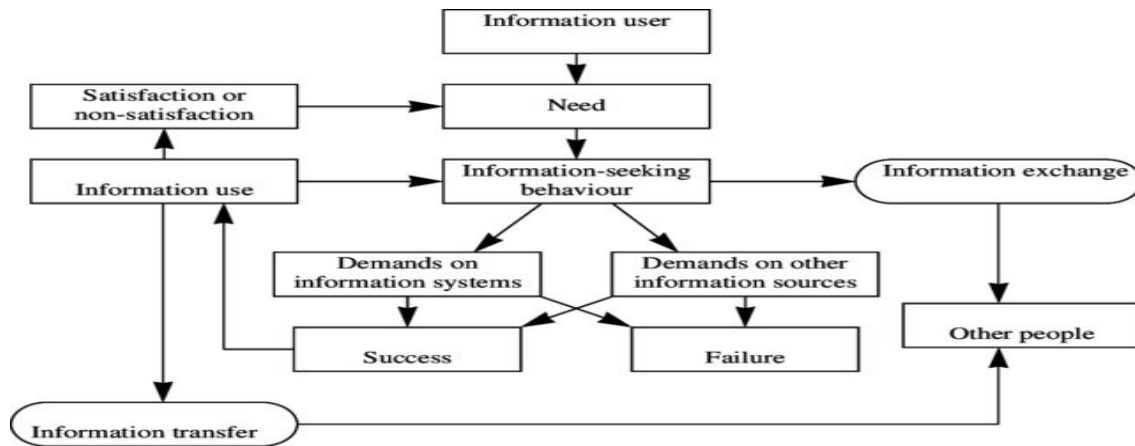 Information user
Satisfaction or
non-satisfaction
Need
Information use
Information-seeking
behaviour
Information exchange
Demands on
information systems
Demands on other
information sources
Success
Failure
Other people
Information transfer